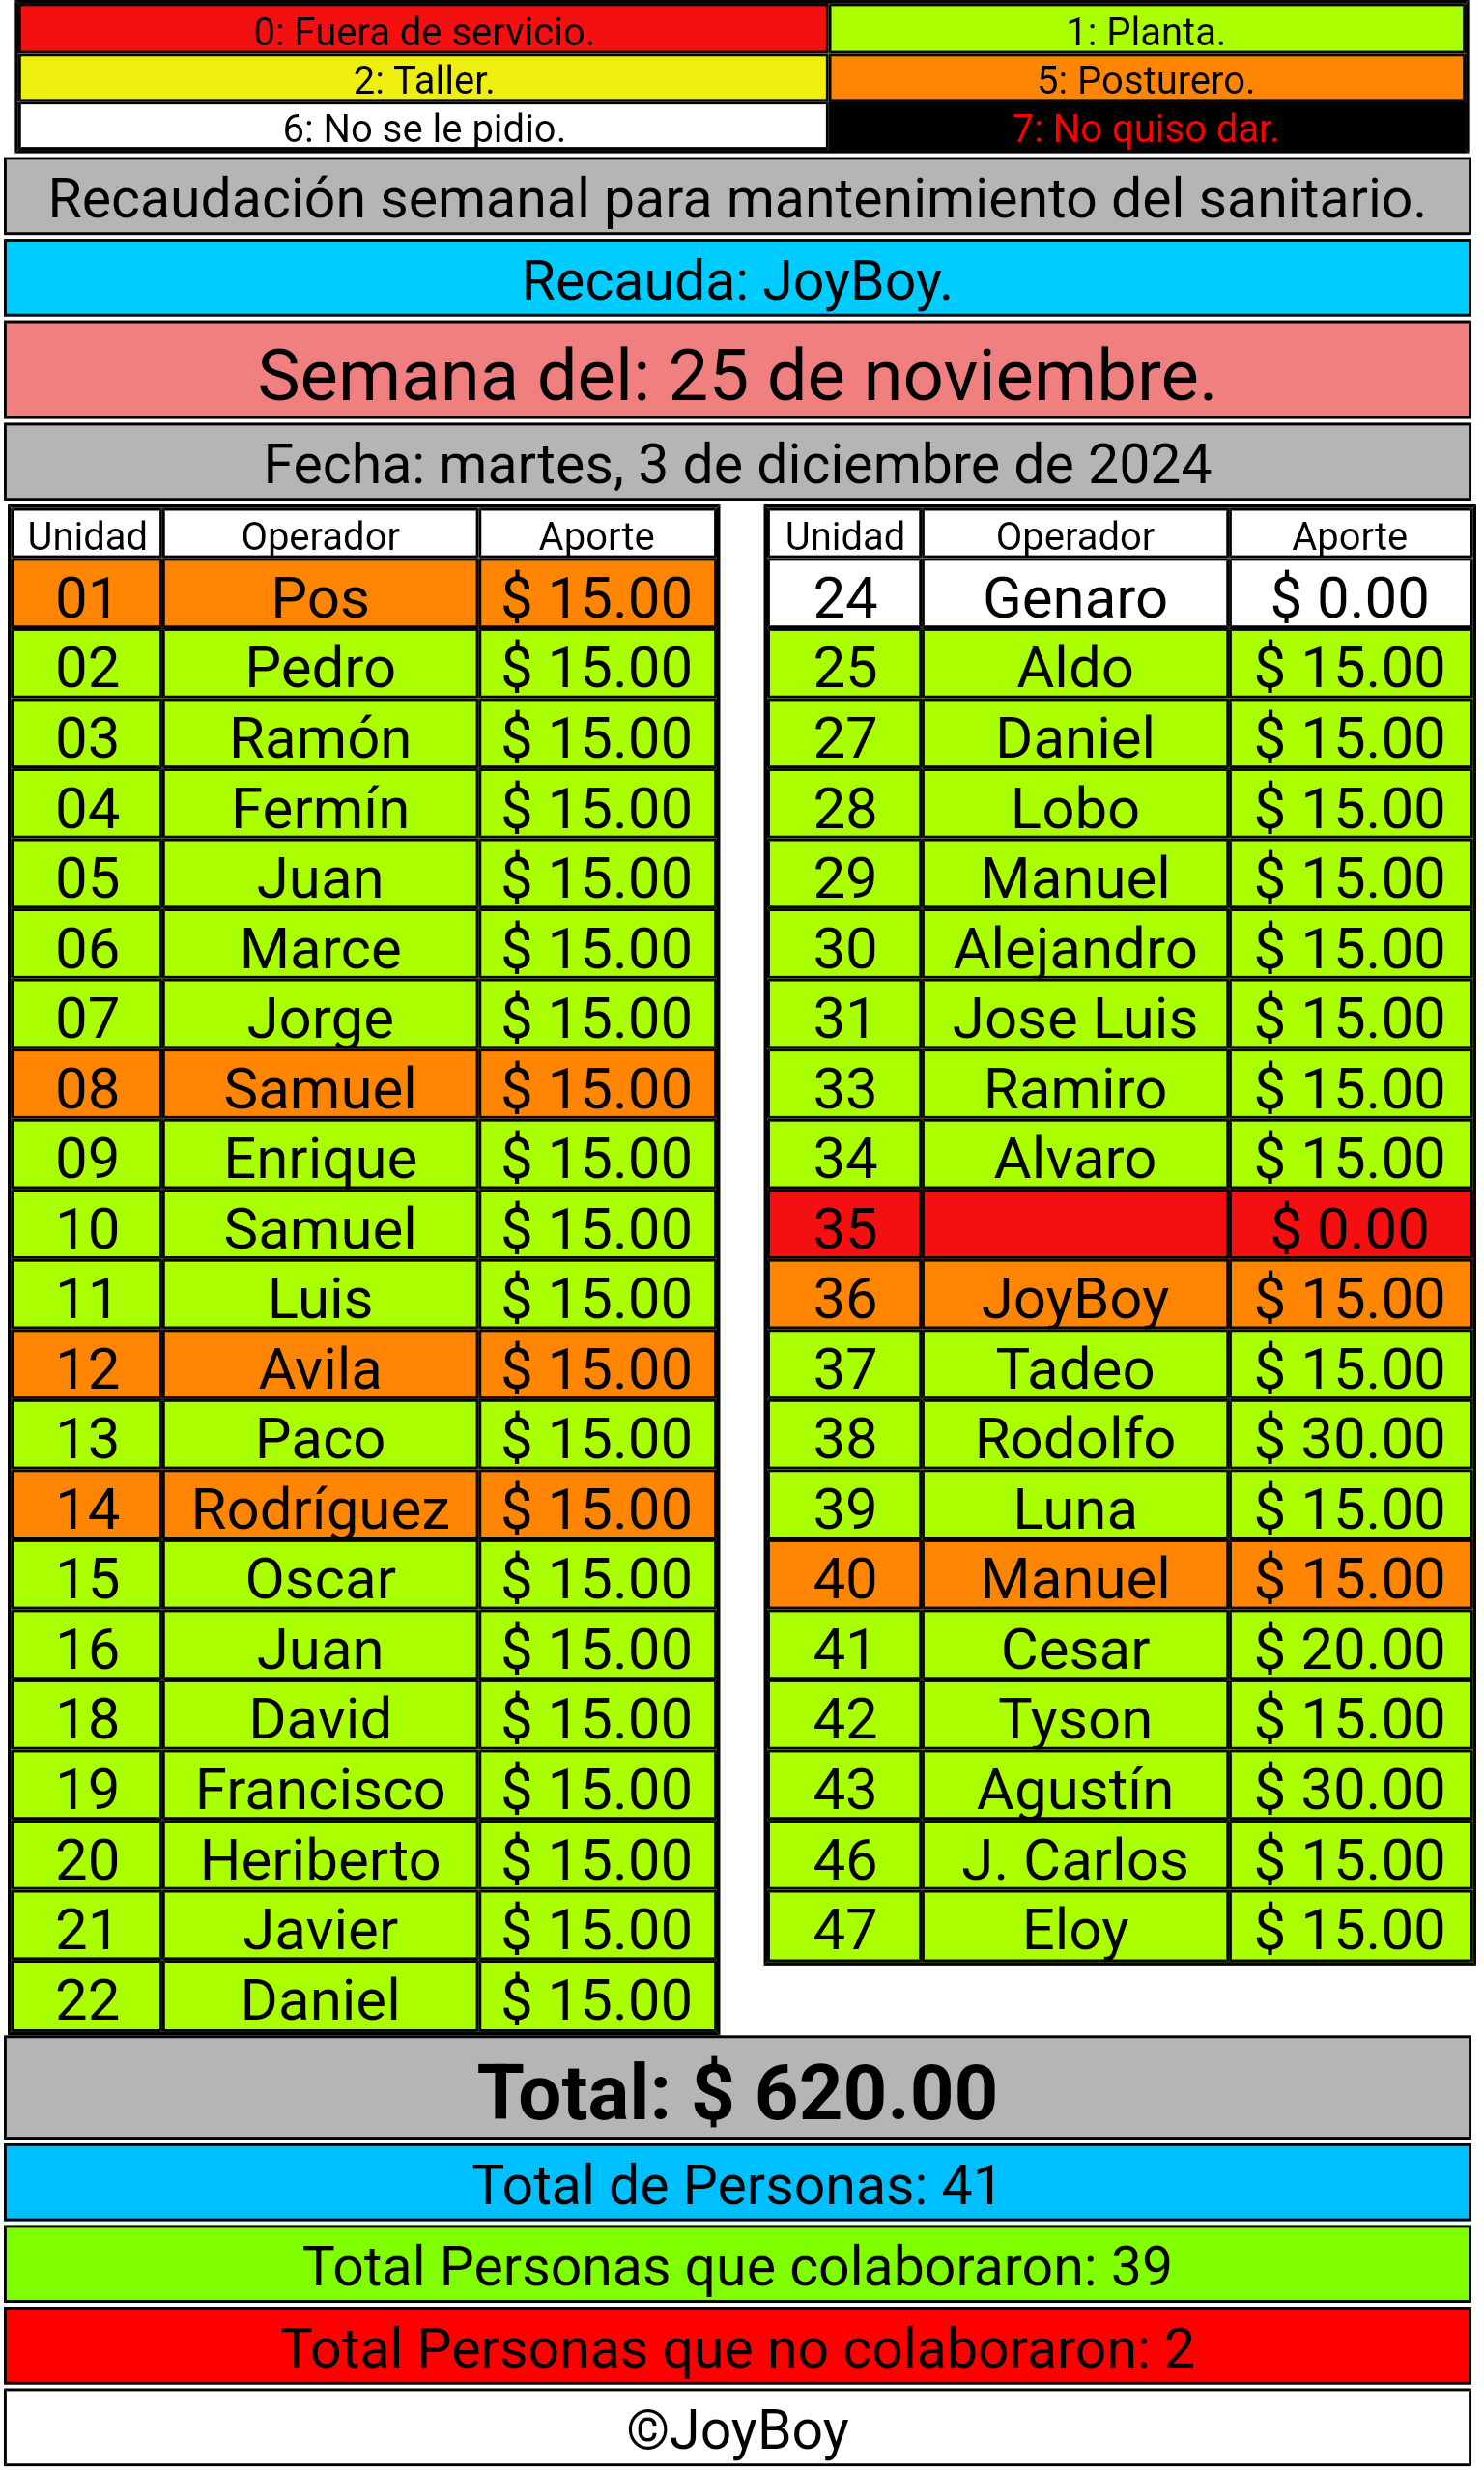 0: Fuera de servicio. 1: Planta.
2: Taller. 5: Posturero.
6: No se le pidio. 7: No quiso dar.
Recaudación semanal para mantenimiento del sanitario.
Recauda: JoyBoy.
Semana del: 25 de noviembre.
Fecha: martes, 3 de diciembre de 2024
Unidad Operador Aporte
01 Pos $ 15.00
02 Pedro $ 15.00
03 Ramón $ 15.00
04 Fermín $ 15.00
05 Juan $ 15.00
06 Marce $ 15.00
07 Jorge $ 15.00
08 Samuel $ 15.00
09 Enrique $ 15.00
10 Samuel $ 15.00
11 Luis $ 15.00
12 Avila $ 15.00
13 Paco $ 15.00
14 Rodríguez $ 15.00
15 Oscar $ 15.00
16 Juan $ 15.00
18 David $ 15.00
19 Francisco $ 15.00
20 Heriberto $ 15.00
21 Javier $ 15.00
22 Daniel $ 15.00
Unidad Operador Aporte
24 Genaro $ 0.00
25 Aldo $ 15.00
27 Daniel $ 15.00
28 Lobo $ 15.00
29 Manuel $ 15.00
30 Alejandro $ 15.00
31 Jose Luis $ 15.00
33 Ramiro $ 15.00
34 Alvaro $ 15.00
35 $ 0.00
36 JoyBoy $ 15.00
37 Tadeo $ 15.00
38 Rodolfo $ 30.00
39 Luna $ 15.00
40 Manuel $ 15.00
41 Cesar $ 20.00
42 Tyson $ 15.00
43 Agustín $ 30.00
46 J. Carlos $ 15.00
47 Eloy $ 15.00
Total: $ 620.00
Total de Personas: 41
Total Personas que colaboraron: 39
Total Personas que no colaboraron: 2
©JoyBoy